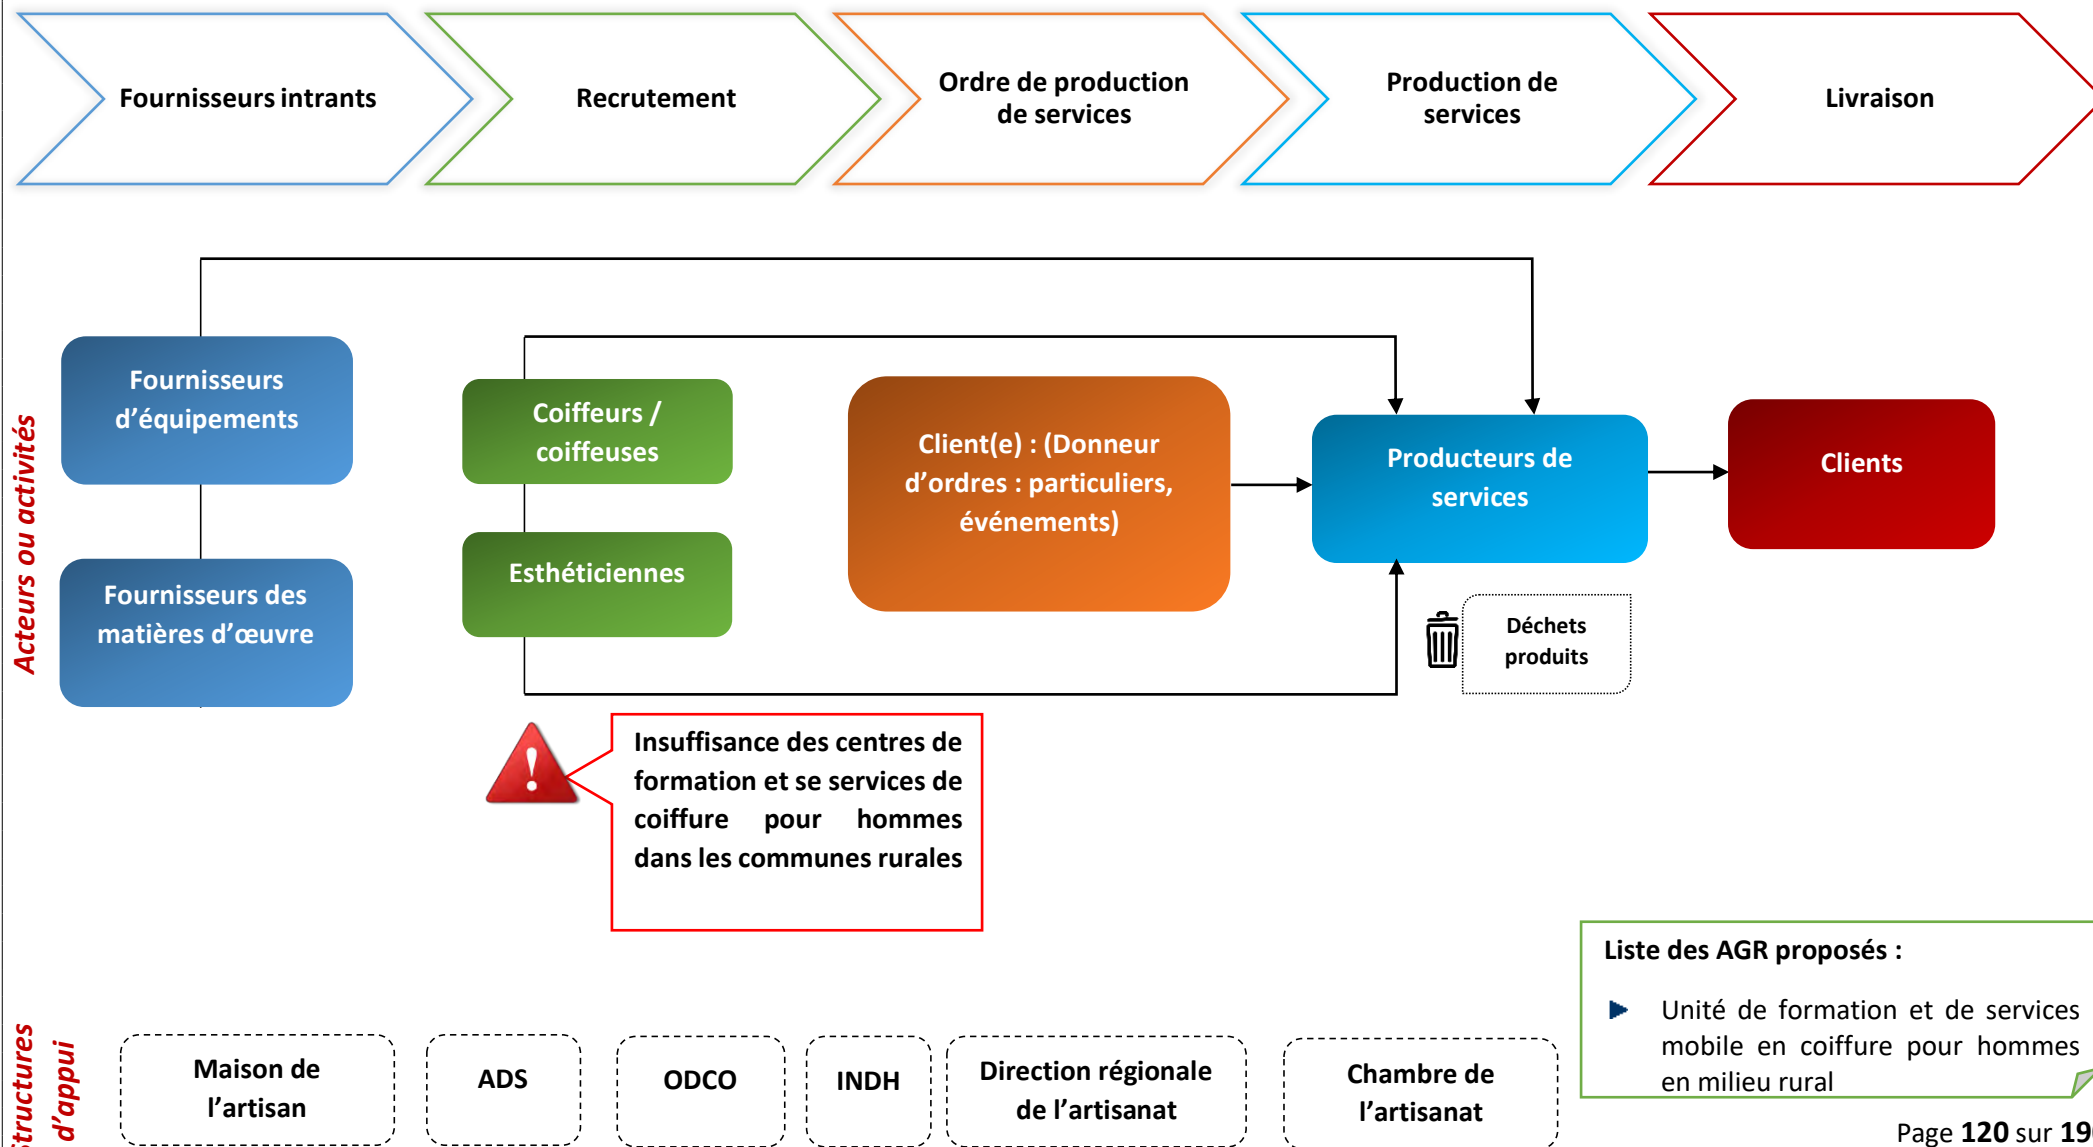 Fournisseurs intrants
Recrutement
Ordre de production
de services
Production de
services
Livraison
Acteurs ou activités
Fournisseurs
d’équipements
Fournisseurs des
matières d’œuvre
Coiffeurs /
coiffeuses
Esthéticiennes
Client(e) : (Donneur
d’ordres : particuliers,
événements)
Producteurs de
services
Clients
Déchets
produits
Insuffisance des centres de
formation et se services de
coiffure pour hommes
dans les communes rurales
Liste des AGR proposés :
Unité de formation et de services
mobile en coiffure pour hommes
en milieu rural
Structures
d’appui
Maison de
l’artisan
ADS
ODCO
INDH
Direction régionale
de l’artisanat
Chambre de
l’artisanat
Page 120 sur